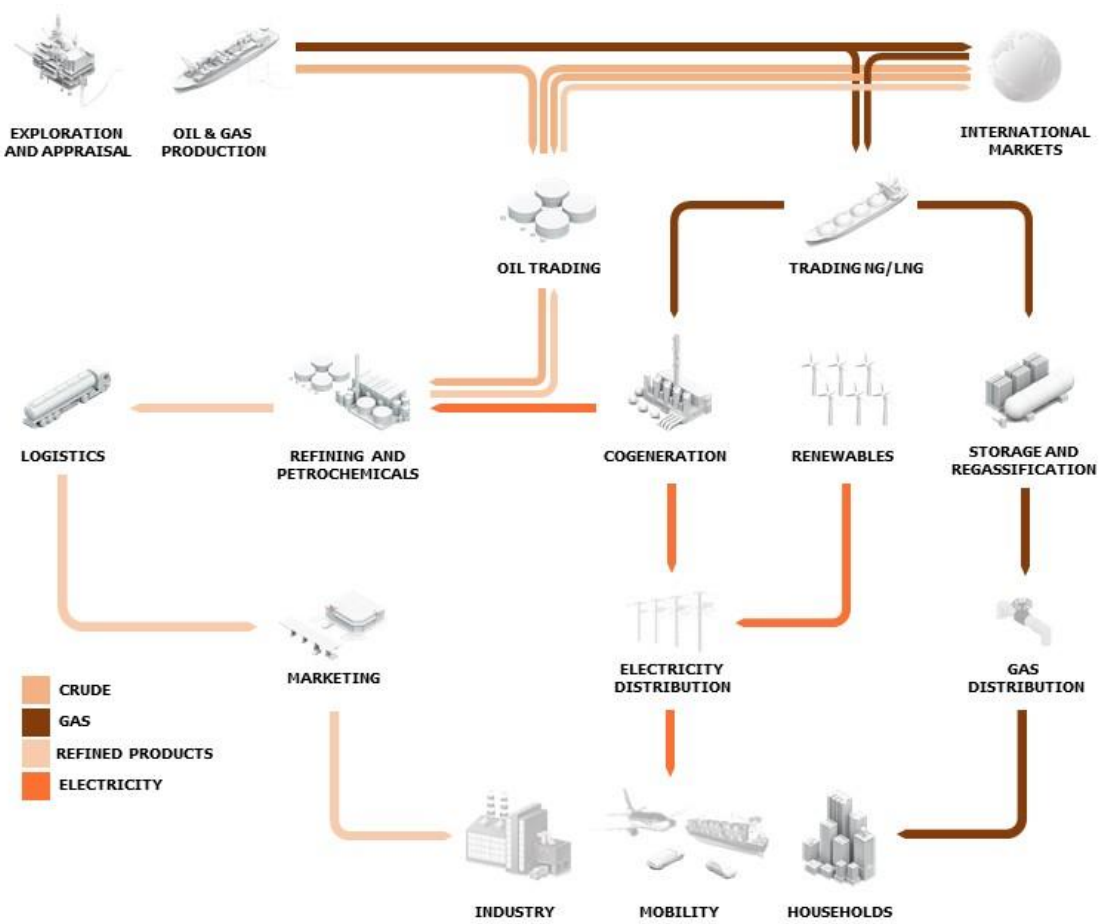 EXPLORATION
AND APPRAISAL
OIL & GAS
PRODUCTION
INTERNATIONAL
MARKETS
OIL TRADING
TRADING NG/LNG
LOGISTICS
REFINING AND
PETROCHEMICALS
COGENERATION
RENEWABLES
STORAGE AND
REGASSIFICATION
MARKETING
ELECTRICITY
DISTRIBUTION
GAS
DISTRIBUTION
CRUDE
GAS
REFINED PRODUCTS
ELECTRICITY
INDUSTRY
MOBILITY
HOUSEHOLDS